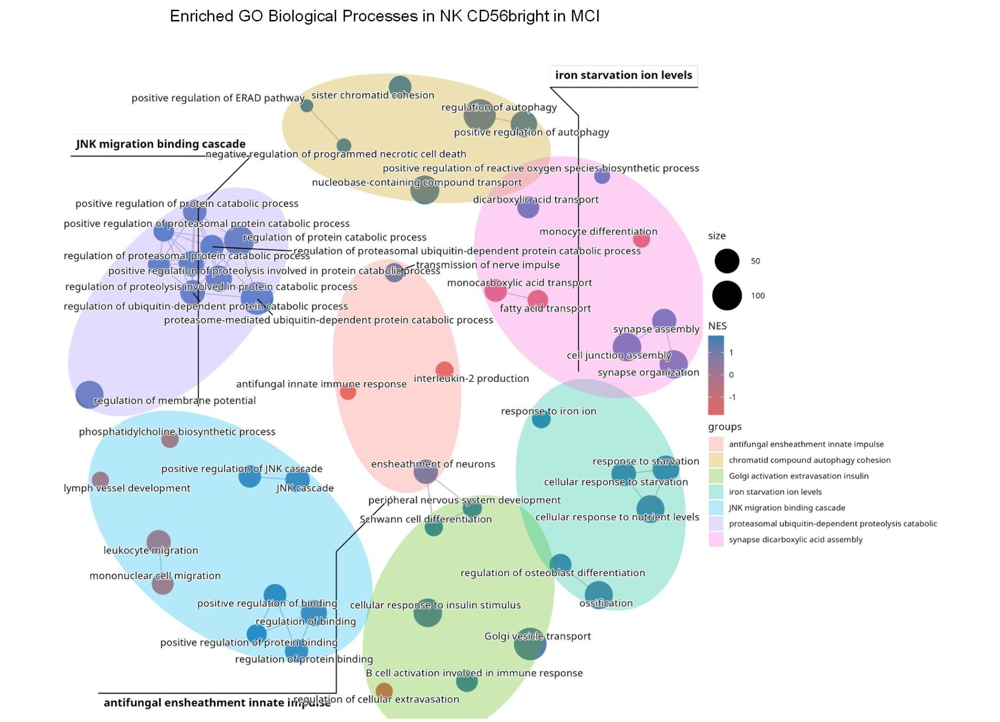 Enriched GO Biological Processes in NK CD56bright in MCI
iron starvation ion levels
positive regulation of ERAD pathway
sister chromatid cohesion
regulation of autophagy
positive regulation of autophagy
JNK migration binding cascade
negative regulation of programmed necrotic cell death
positive regulation of reactive oxygen species biosynthetic process
nucleobase-containing compound transport
dicarboxylic acid transport
positive regulation of protein catabolic process
positive regulation of proteasomal protein catabolic process
monocyte differentiation
regulation of protein catabolic process
regulation of proteasomal ubiquitin-dependent protein catabolic process
regulation of proteasomal protein catabolic process
transmission of nerve impulse
positive regulation of proteolysis involved in protein catabolic process
monocarboxylic acid transport
regulation of proteolysis involved in protein catabolic process
regulation of ubiquitin-dependent protein catabolic process
fatty acid transport
proteasome-mediated ubiquitin-dependent protein catabolic process
synapse assembly
cell junction assembly
synapse organization
interleukin-2 production
antifungal innate immune response
regulation of membrane potential
response to iron ion
phosphatidylcholine biosynthetic process
response to starvation
ensheathment of neurons
positive regulation of JNK cascade
cellular response to starvation
lymph vessel development
JNK cascade
peripheral nervous system development
cellular response to nutrient levels
Schwann cell differentiation
leukocyte migration
regulation of osteoblast differentiation
mononuclear cell migration
positive regulation of binding
cellular response to insulin stimulus
ossification
regulation of binding
Golgi vesicle transport
positive regulation of protein binding
regulation of protein binding
B cell activation involved in immune response
regulation of cellular extravasation
antifungal ensheathment innate impulse
size
50
100
NES
1
0
-1
groups
antifungal ensheathment innate impulse
chromatid compound autophagy cohesion
Golgi activation extravasation insulin
iron starvation ion levels
JNK migration binding cascade
proteasomal ubiquitin-dependent proteolysis catabolic
synapse dicarboxylic acid assembly